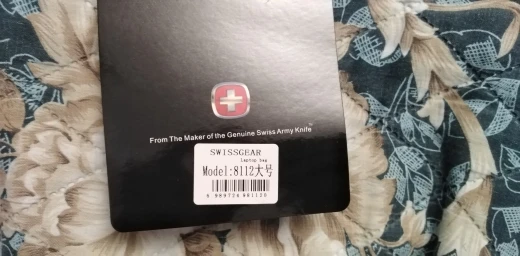 From The Maker of the Genuine Swiss Army Knife
SWISSGEAR
laptop bag
Model:8112大号